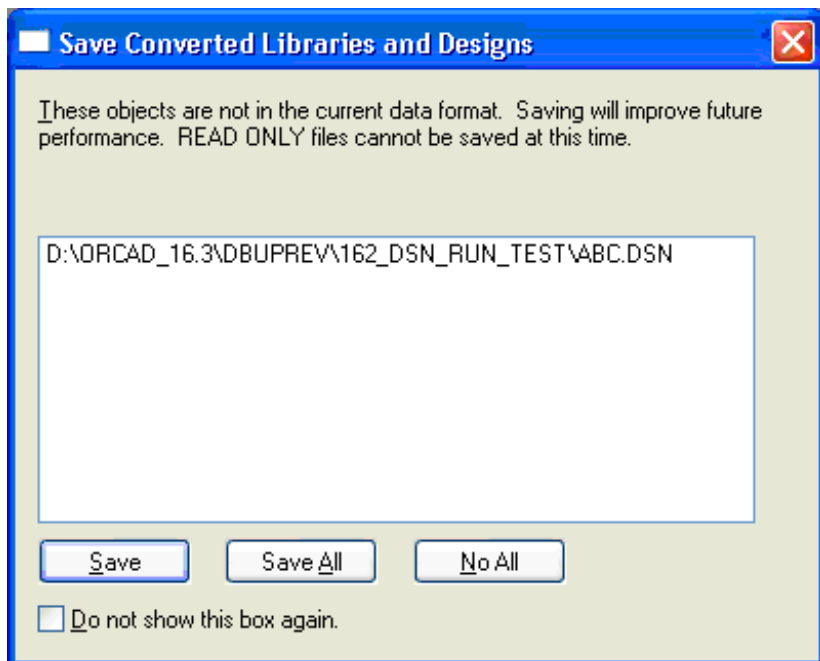 Save Converted Libraries and Designs
These objects are not in the current data format.  Saving will improve future
performance.  READ ONLY files cannot be saved at this time.
D:\ORCAD_16.3\DBUPREV\162_DSN_RUN_TEST\ABC.DSN
Save Save All No All
Do not show this box again.